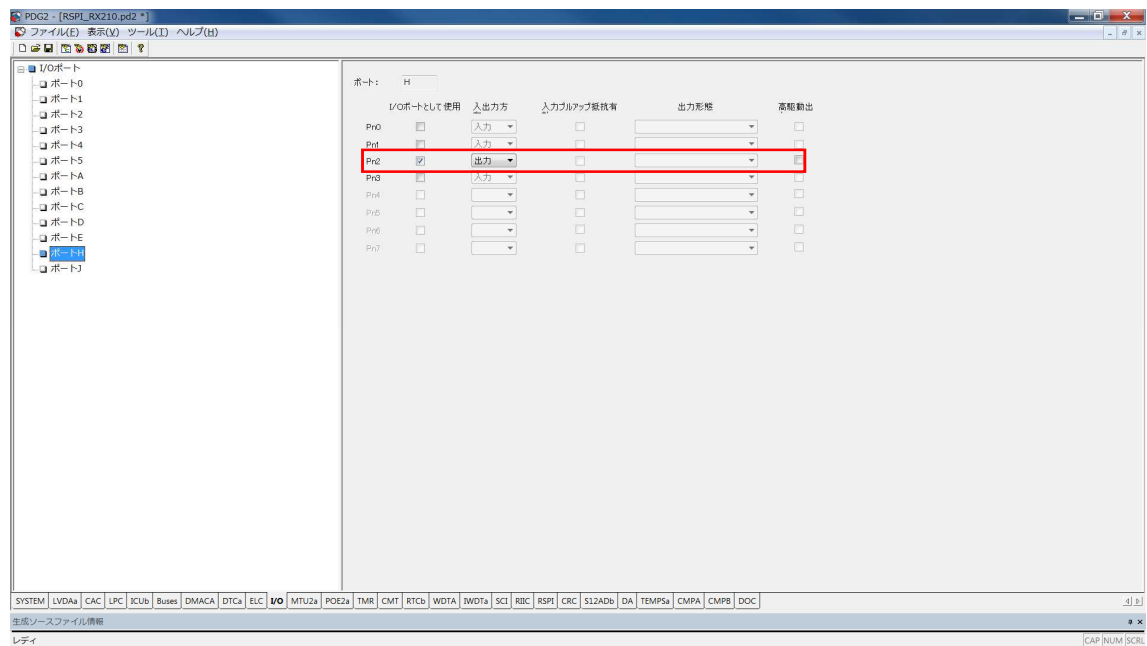 PDG2 - [RSPI_RX210.pd2 *]
ファイル(F) 表示(V) ツール(T) ヘルプ(H)
I/Oポート
ポート0
ポート1
ポート2
ポート3
ポート4
ポート5
ポートA
ポートB
ポートC
ポートD
ポートE
ポートH
ポートJ
ポート: H
I/Oポートとして使用 入出力方 入力プルアップ抵抗有 出力形態 高駆動出
Pn0 入力
Pn1 入力
Pn2 出力
Pn3 入力
Pn4
Pn5
Pn6
Pn7
SYSTEM LVDAa CAC LPC ICUb Buses DMACA DTCa ELC I/O MTU2a POE2a TMR CMT RTCb WDTA IWDTa SCI RIIC RSPI CRC S12ADb DA TEMPSa CMPA CMPB DOC
生成ソースファイル情報
レディ CAP NUM SCRL